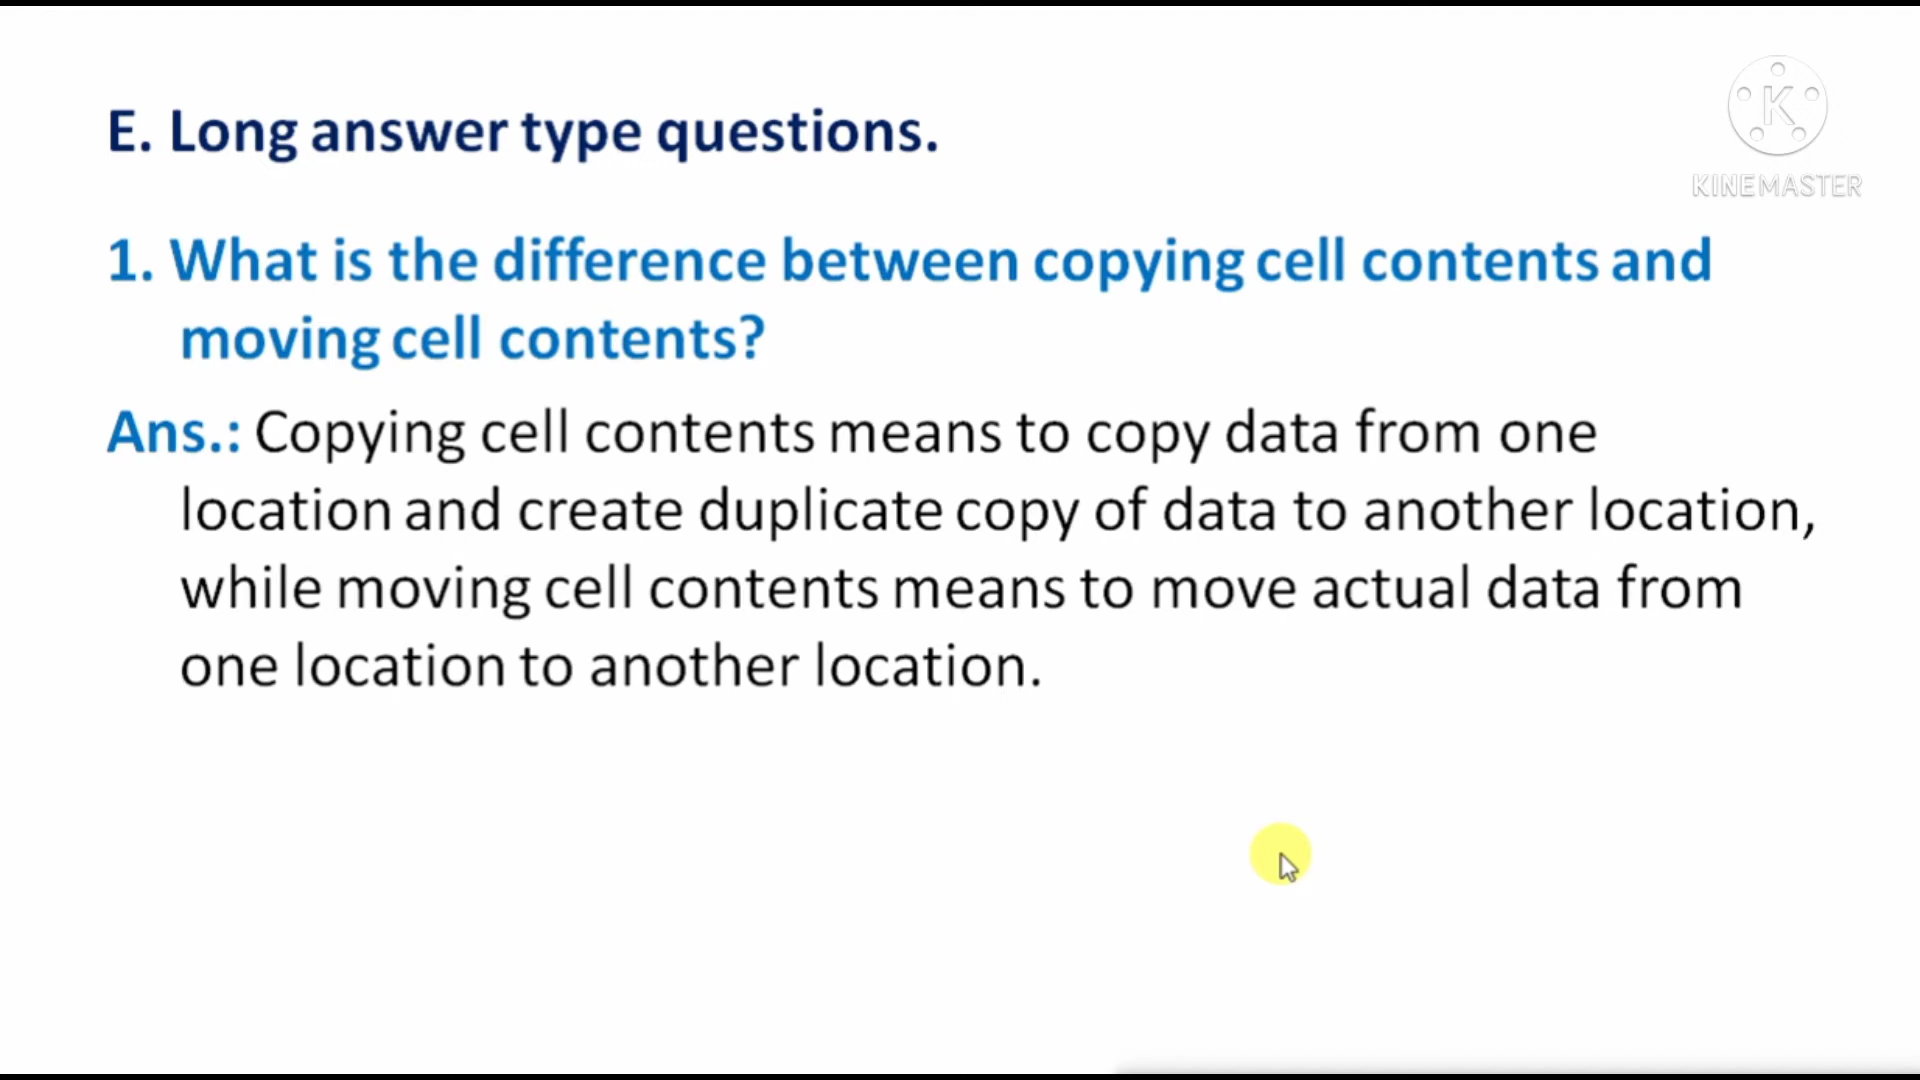 E. Long answer type questions.
K
KINEMASTER
1. What is the difference between copying cell contents and
moving cell contents?
Ans.: Copying cell contents means to copy data from one
location and create duplicate copy of data to another location,
while moving cell contents means to move actual data from
one location to another location.